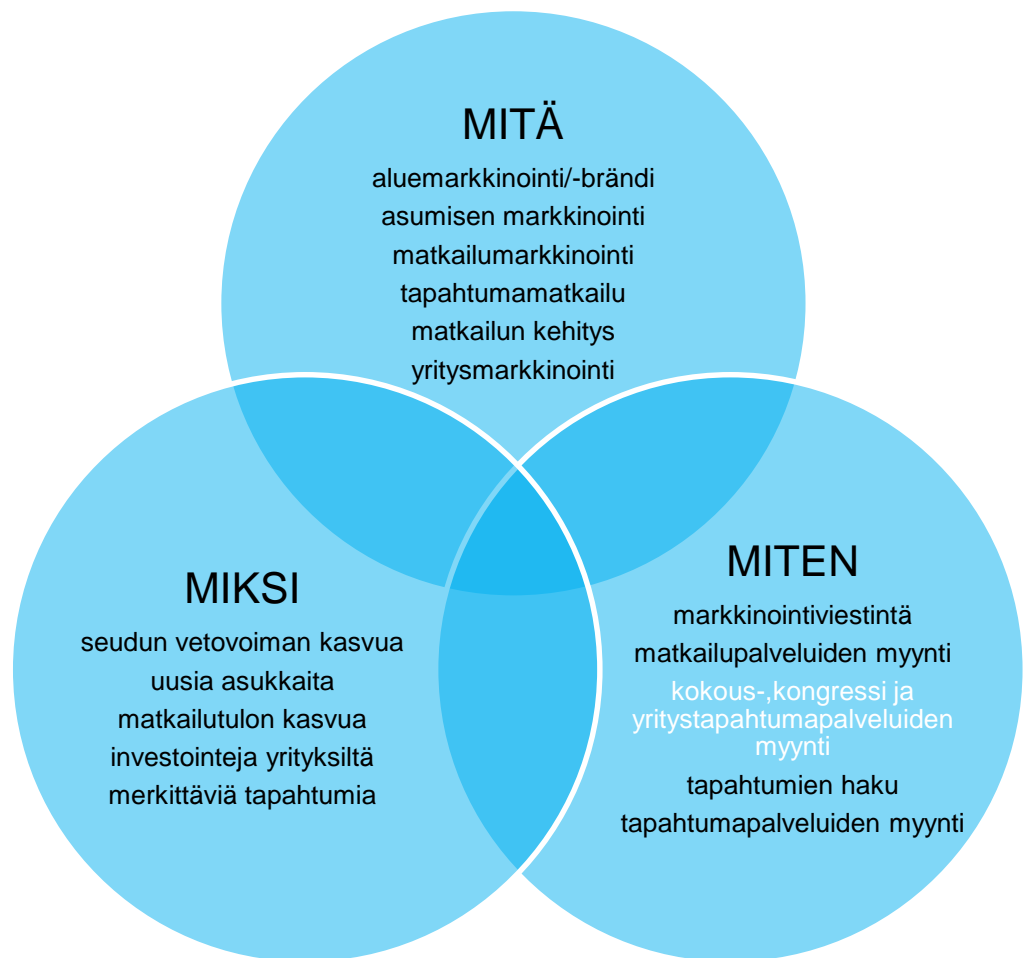 MITÄ
aluemarkkinointi/-brändi
asumisen markkinointi
matkailumarkkinointi
tapahtumamatkailu
matkailun kehitys
yritysmarkkinointi
MIKSI
seudun vetovoiman kasvua
uusia asukkaita
matkailutulon kasvua
investointeja yrityksiltä
merkittäviä tapahtumia
MITEN
markkinointiviestintä
matkailupalveluiden myynti
kokous-,kongressi ja
yritystapahtumapalveluiden
myynti
tapahtumien haku
tapahtumapalveluiden myynti